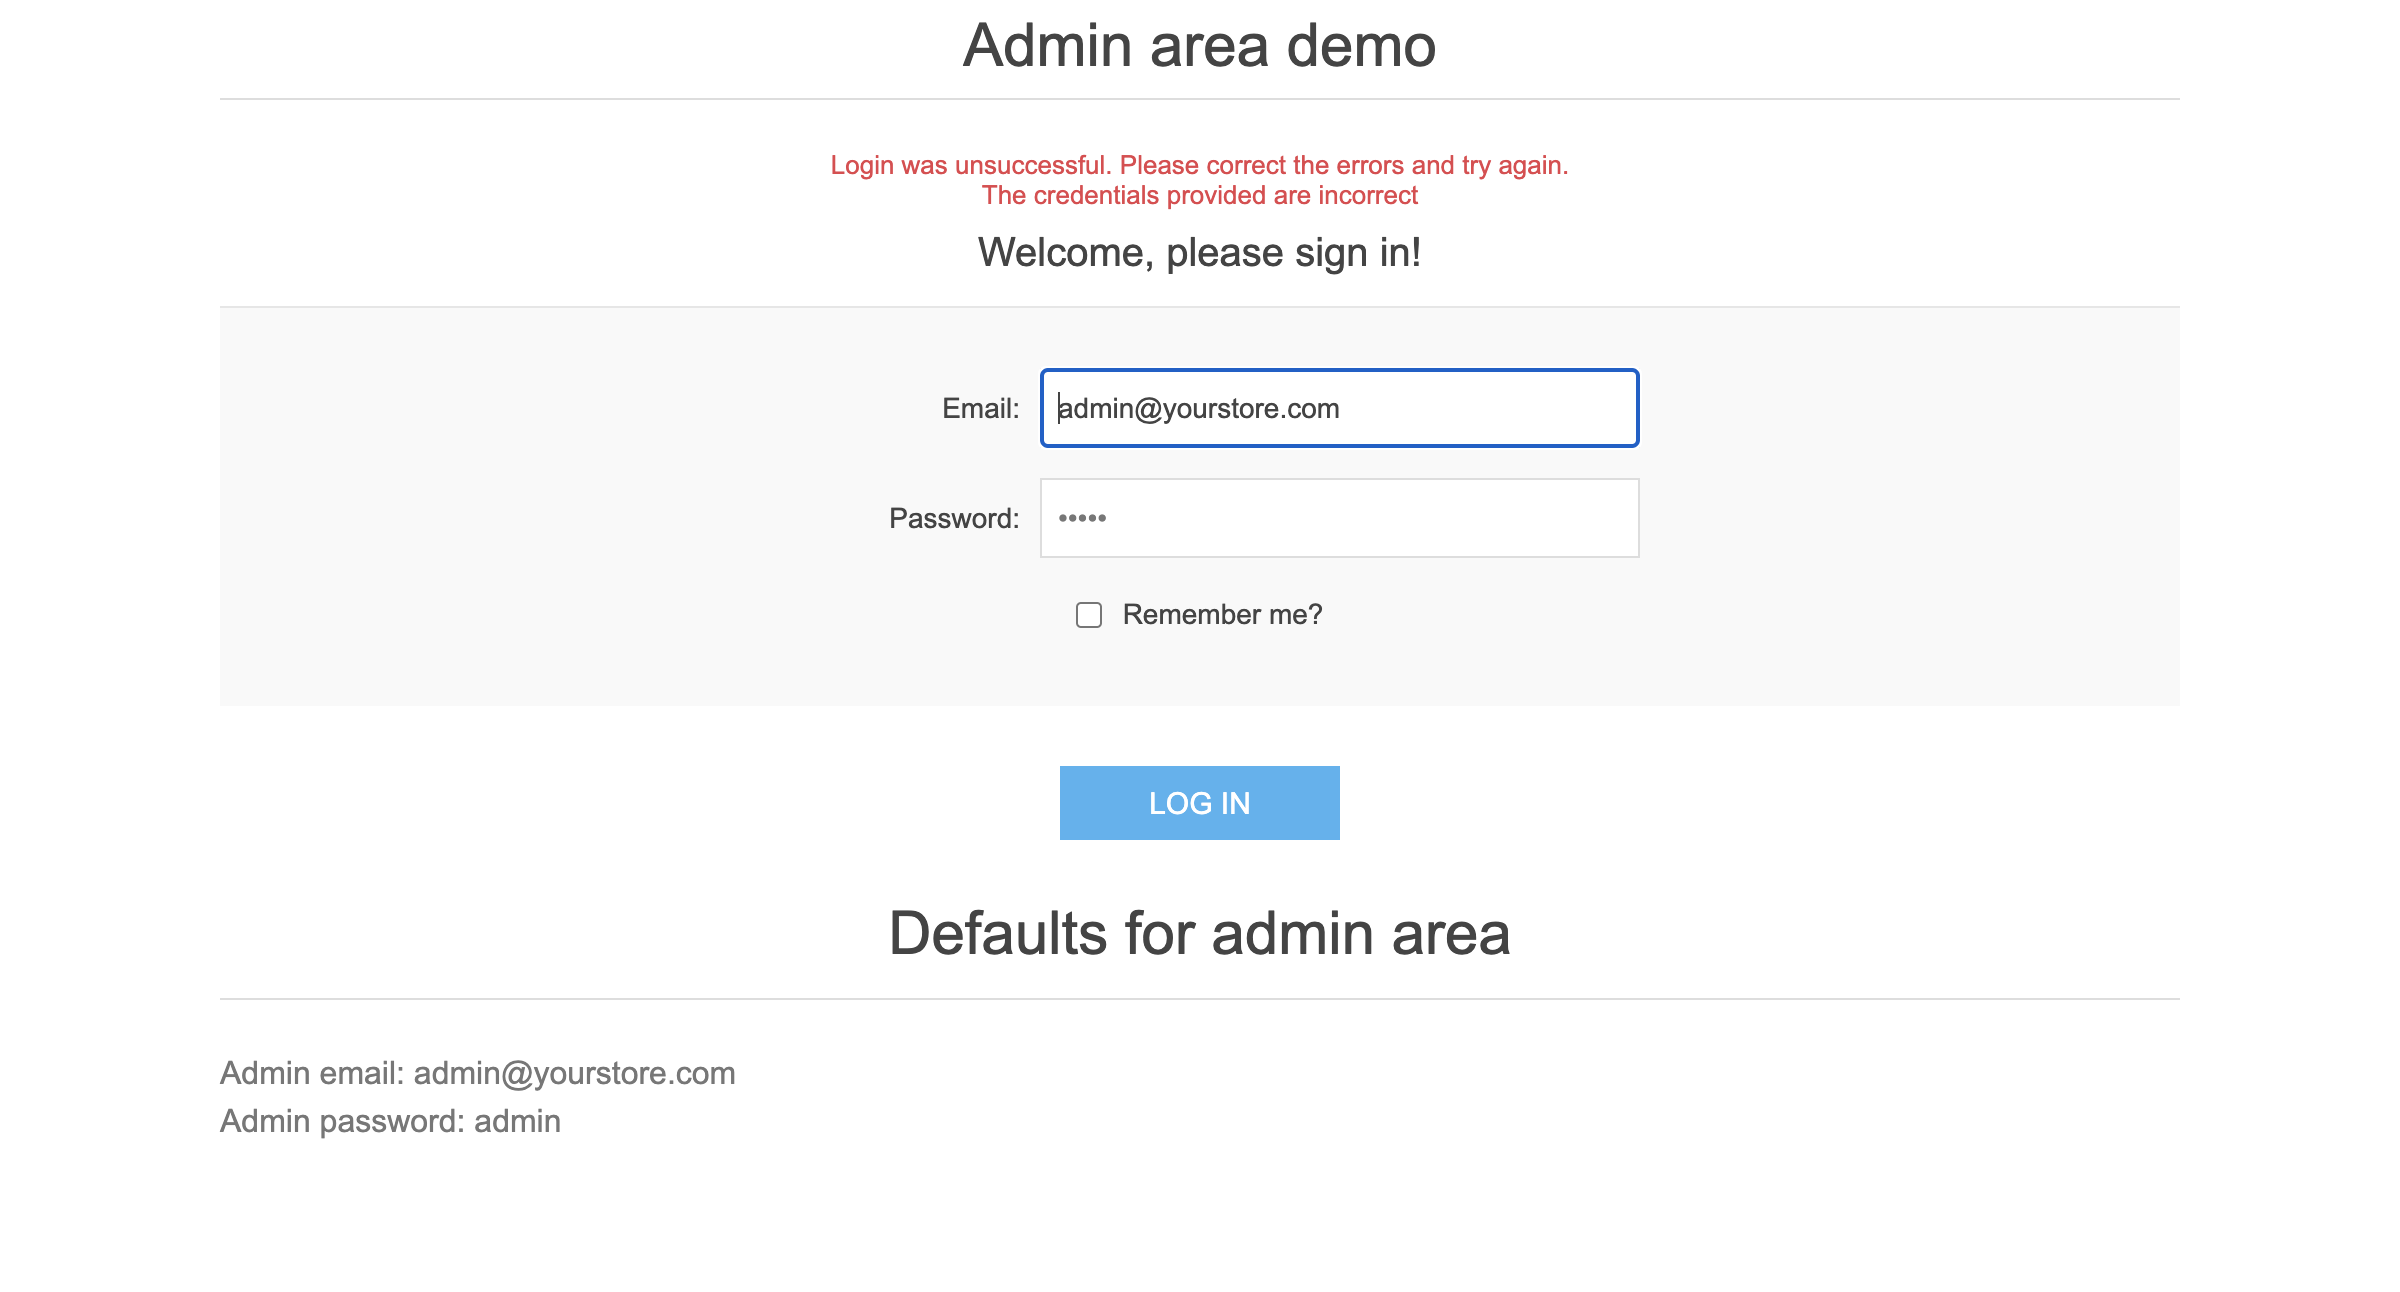 Admin area demo
Login was unsuccessful. Please correct the errors and try again.
The credentials provided are incorrect
Welcome, please sign in!
Email: admin@yourstore.com
Password: •••••
Remember me?
LOG IN
Defaults for admin area
Admin email: admin@yourstore.com
Admin password: admin